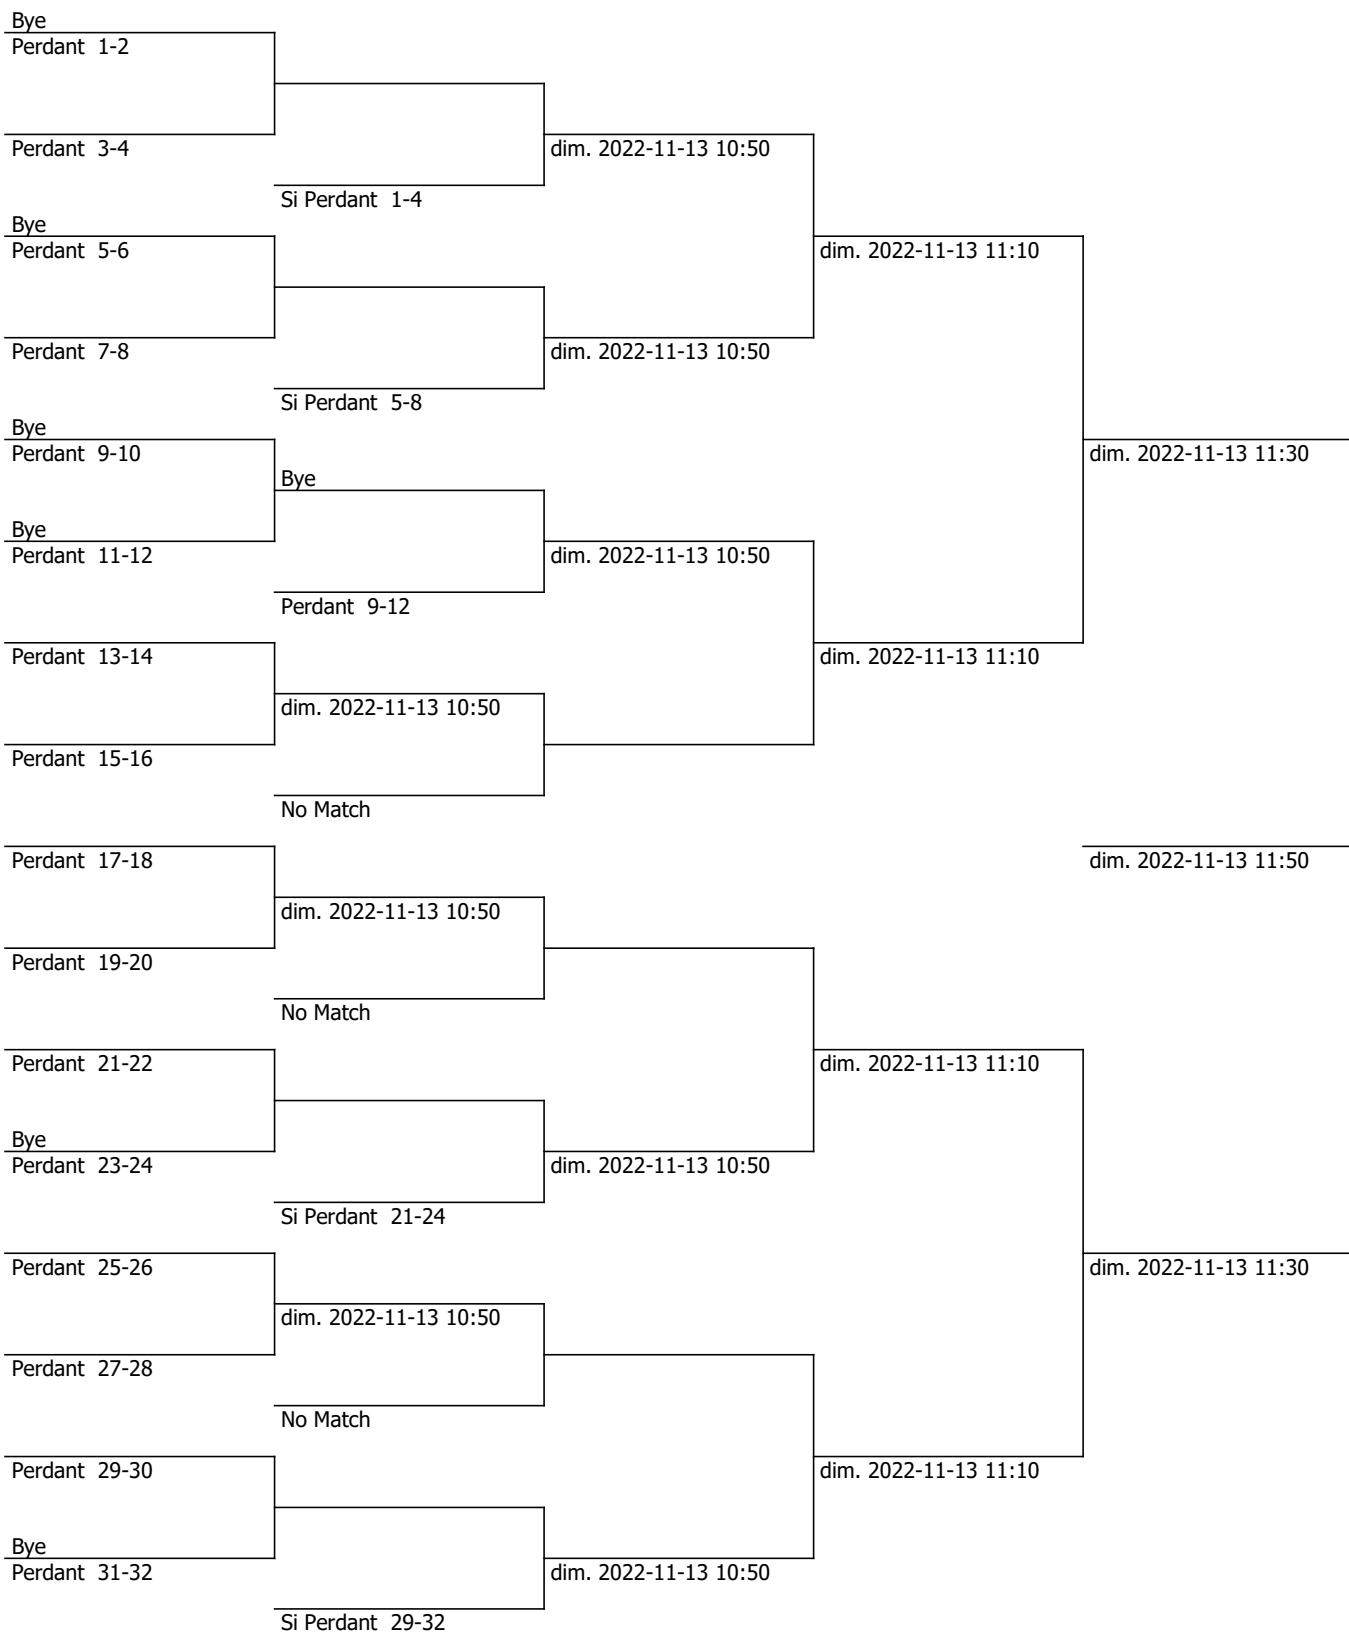 Bye
Perdant 1-2
Perdant 3-4
dim. 2022-11-13 10:50
Si Perdant 1-4
Bye
Perdant 5-6
dim. 2022-11-13 11:10
Perdant 7-8
dim. 2022-11-13 10:50
Si Perdant 5-8
Bye
Perdant 9-10
dim. 2022-11-13 11:30
Bye
Bye
Perdant 11-12
dim. 2022-11-13 10:50
Perdant 9-12
Perdant 13-14
dim. 2022-11-13 11:10
dim. 2022-11-13 10:50
Perdant 15-16
No Match
Perdant 17-18
dim. 2022-11-13 11:50
dim. 2022-11-13 10:50
Perdant 19-20
No Match
Perdant 21-22
dim. 2022-11-13 11:10
Bye
Perdant 23-24
dim. 2022-11-13 10:50
Si Perdant 21-24
Perdant 25-26
dim. 2022-11-13 11:30
dim. 2022-11-13 10:50
Perdant 27-28
No Match
Perdant 29-30
dim. 2022-11-13 11:10
Bye
Perdant 31-32
dim. 2022-11-13 10:50
Si Perdant 29-32